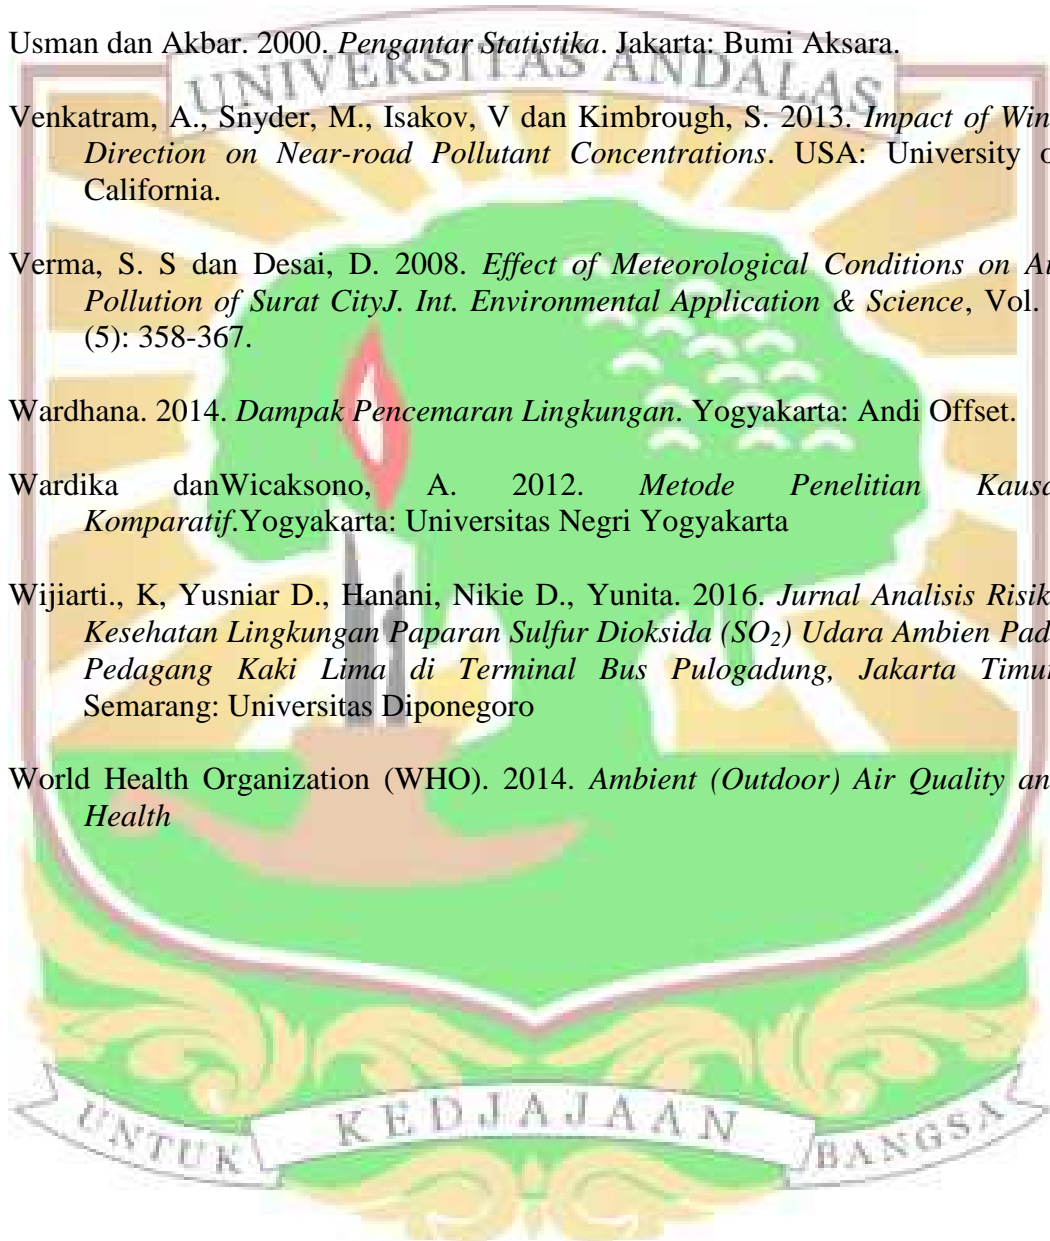 Usman dan Akbar. 2000. Pengantar Statistika. Jakarta: Bumi Aksara.
UNIVERSITAS ANDALAS
Venkatram, A., Snyder, M., Isakov, V dan Kimbrough, S. 2013. Impact of Win
Direction on Near-road Pollutant Concentrations. USA: University o
California.
Verma, S. S dan Desai, D. 2008. Effect of Meteorological Conditions on A
Pollution of Surat CityJ. Int. Environmental Application & Science, Vol.
(5): 358-367.
Wardhana. 2014. Dampak Pencemaran Lingkungan. Yogyakarta: Andi Offset.
Wardika danWicaksono, A. 2012. Metode Penelitian Kausa
Komparatif.Yogyakarta: Universitas Negri Yogyakarta
Wijiarti., K, Yusniar D., Hanani, Nikie D., Yunita. 2016. Jurnal Analisis Risik
Kesehatan Lingkungan Paparan Sulfur Dioksida (SO₂) Udara Ambien Pad
Pedagang Kaki Lima di Terminal Bus Pulogadung, Jakarta Timu
Semarang: Universitas Diponegoro
World Health Organization (WHO). 2014. Ambient (Outdoor) Air Quality an
Health
UNTUK KEDJAJAAN BANGSA